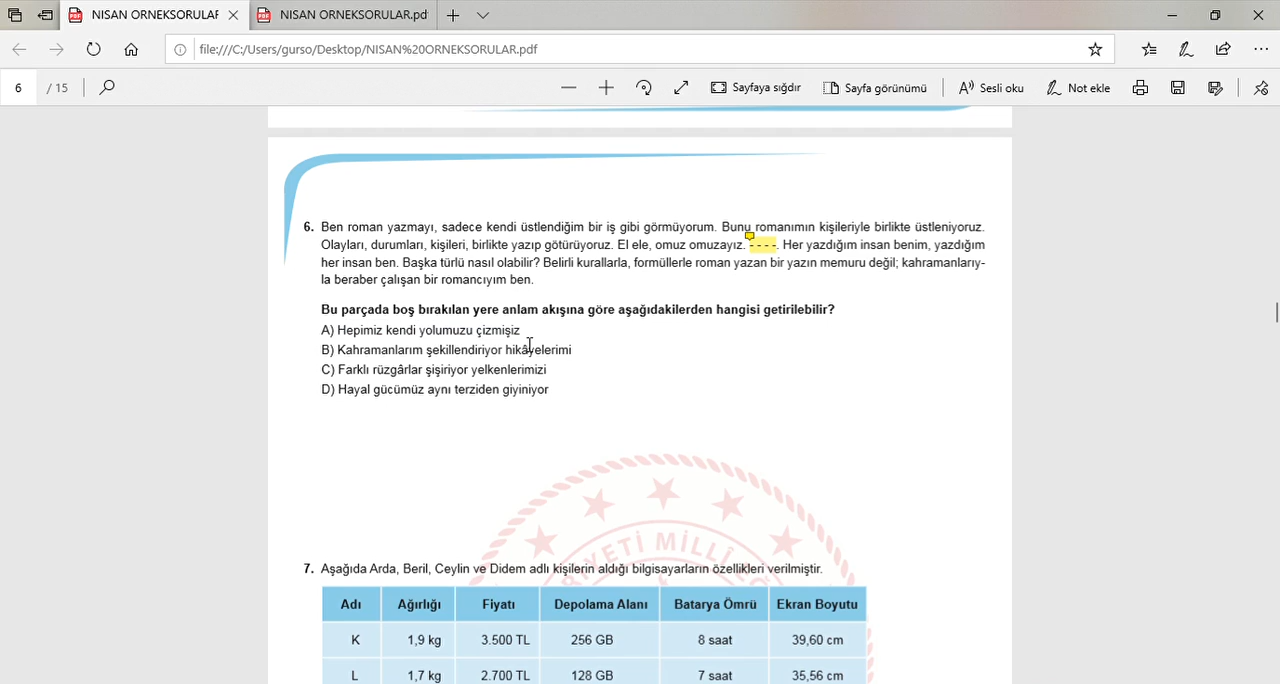 NISAN ORNEKSORULAR
NISAN ORNEKSORULAR.pd
file:///C:/Users/gurso/Desktop/NISAN%20ORNEKSORULAR.pdf
6 / 15 Sayfaya sığdır Sayfa görünümü Sesli oku Not ekle
6. Ben roman yazmayı, sadece kendi üstlendiğim bir iş gibi görmüyorum. Bunu romanımın kişileriyle birlikte üstleniyoruz.
Olayları, durumları, kişileri, birlikte yazıp götürüyoruz. El ele, omuz omuzayız. - - - -. Her yazdığım insan benim, yazdığım
her insan ben. Başka türlü nasıl olabilir? Belirli kurallarla, formüllerle roman yazan bir yazın memuru değil; kahramanlarıy-
la beraber çalışan bir romancıyım ben.
Bu parçada boş bırakılan yere anlam akışına göre aşağıdakilerden hangisi getirilebilir?
A) Hepimiz kendi yolumuzu çizmişiz
B) Kahramanlarım şekillendiriyor hikâyelerimi
C) Farklı rüzgârlar şişiriyor yelkenlerimizi
D) Hayal gücümüz aynı terziden giyiniyor
7. Aşağıda Arda, Beril, Ceylin ve Didem adlı kişilerin aldığı bilgisayarların özellikleri verilmiştir.
Adı Ağırlığı Fiyatı Depolama Alanı Batarya Ömrü Ekran Boyutu
K 1,9 kg 3.500 TL 256 GB 8 saat 39,60 cm
L 1,7 kg 2.700 TL 128 GB 7 saat 35,56 cm